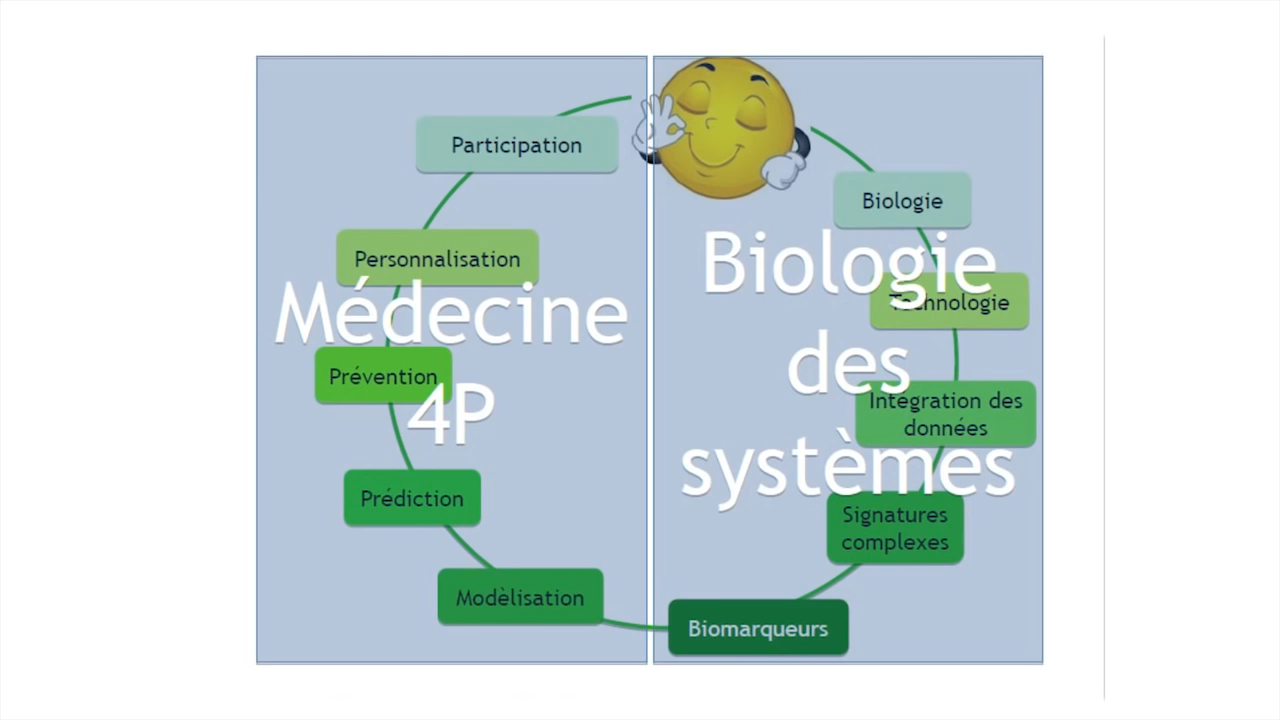 Participation
Personnalisation
Médecine
4P
Prévention
Prédiction
Modèlisation
Biologie
Biologie
des
systèmes
Technologie
Intégration des
données
Signatures
complexes
Biomarqueurs